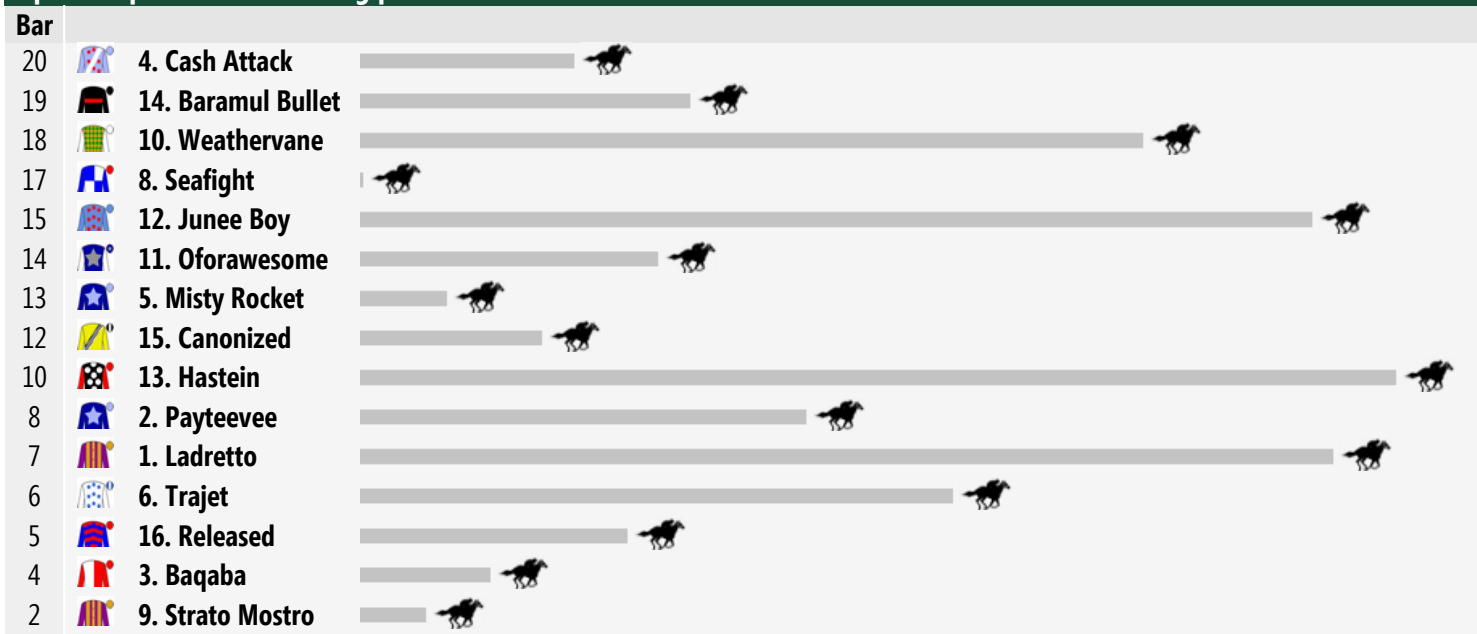 Bar
20 4. Cash Attack
19 14. Baramul Bullet
18 10. Weathervane
17 8. Seafight
15 12. Junee Boy
14 11. Oforawesome
13 5. Misty Rocket
12 15. Canonized
10 13. Hastein
8 2. Payteevee
7 1. Ladretto
6 6. Trajet
5 16. Released
4 3. Baqaba
2 9. Strato Mostro